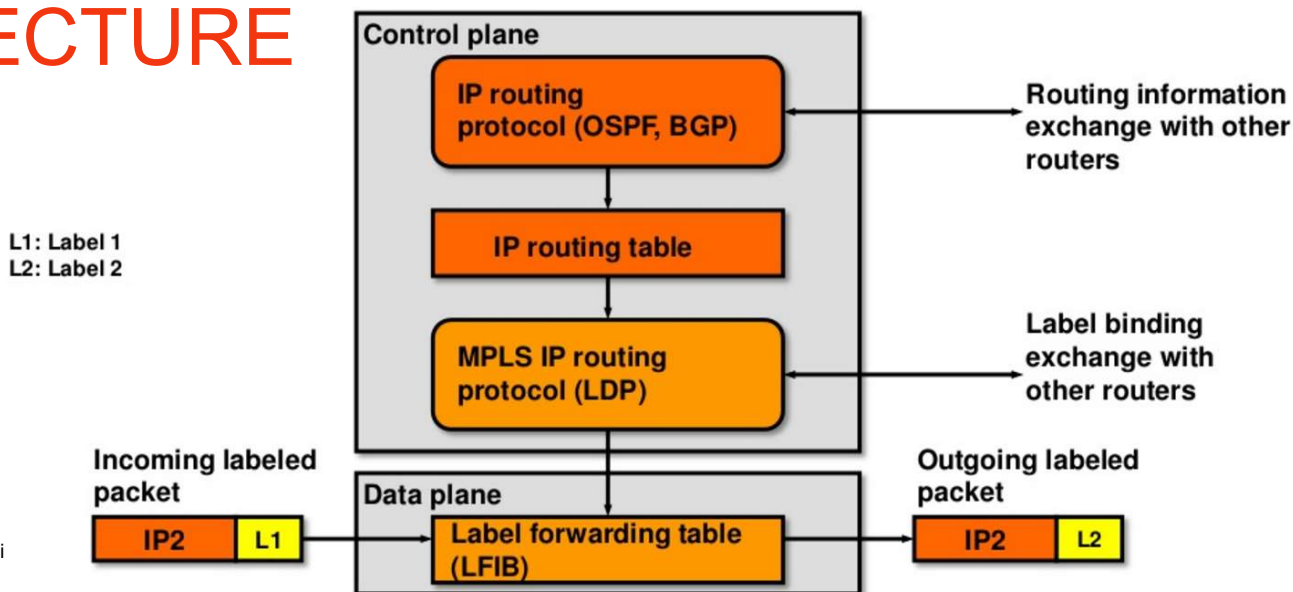 ECTURE
Control plane
IP routing
protocol (OSPF, BGP)
Routing information
exchange with other
routers
L1: Label 1
L2: Label 2
IP routing table
MPLS IP routing
protocol (LDP)
Label binding
exchange with
other routers
Incoming labeled
packet
IP2
L1
i
Data plane
Label forwarding table
(LFIB)
Outgoing labeled
packet
IP2
L2